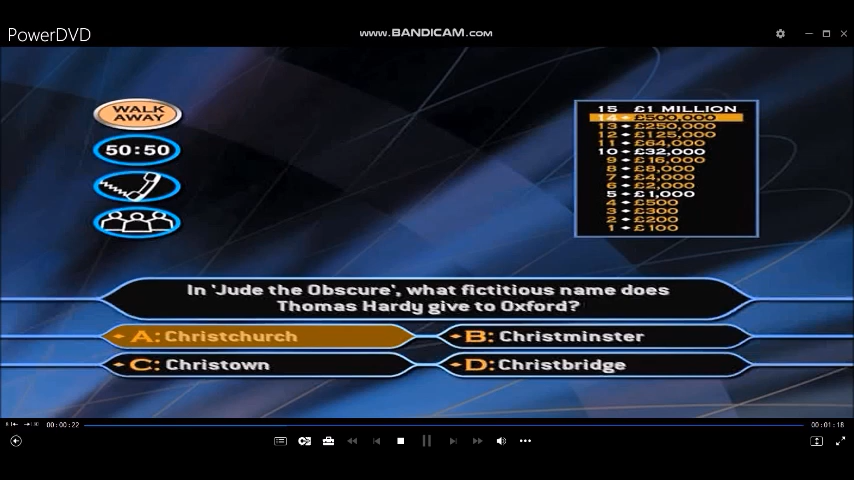 PowerDVD
www.BANDICAM.com
WALK
AWAY
50:50
15 £1 MILLION
14 £500,000
13 £250,000
12 £125,000
11 £64,000
10 £32,000
9 £16,000
8 £8,000
7 £4,000
6 £2,000
5 £1,000
4 £500
3 £300
2 £200
1 £100
In 'Jude the Obscure', what fictitious name does
Thomas Hardy give to Oxford?
A: Christchurch
B: Christminster
C: Christown
D: Christbridge
00:00:22
00:01:18